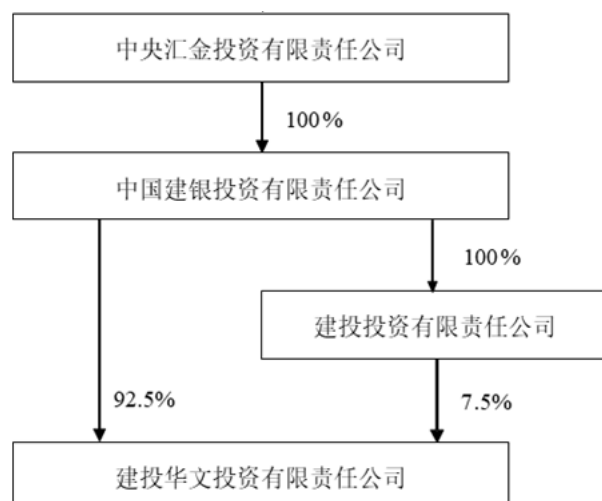 中央汇金投资有限责任公司
100%
中国建银投资有限责任公司
100%
建投投资有限责任公司
92.5%
7.5%
建投华文投资有限责任公司